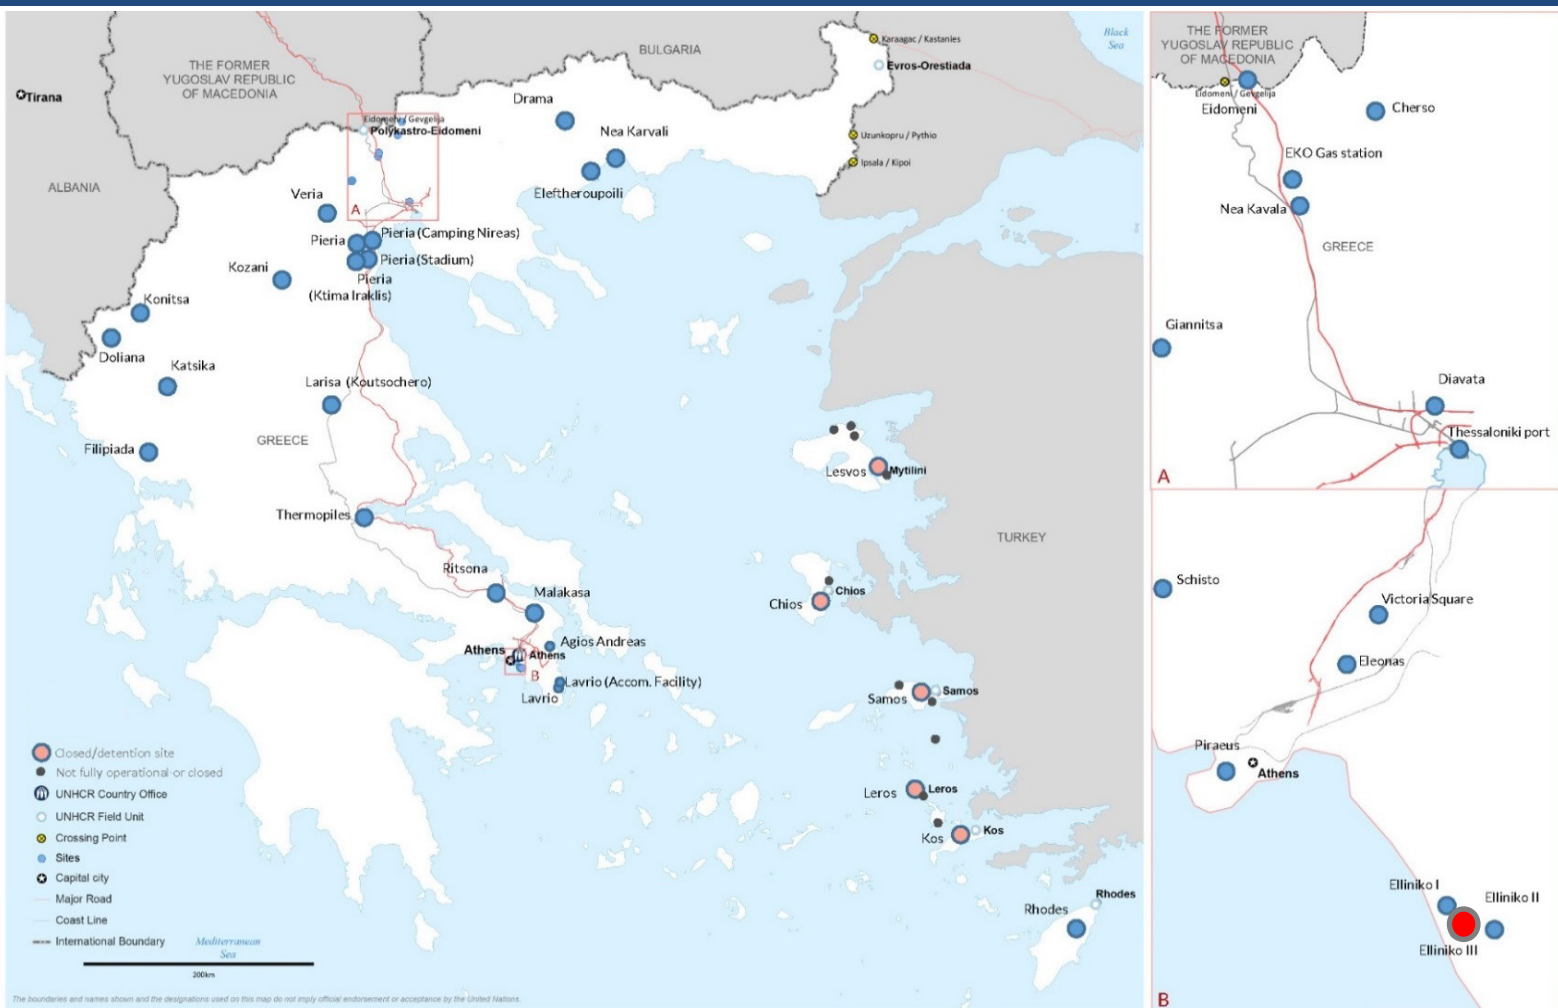 THE FORMER
YUGOSLAV REPUBLIC
OF MACEDONIA
BULGARIA
Black
Sea
Karaagac / Kastanies
Evros-Orestiada
Tirana
Drama
Eidomeni / Gevgelija
Polykastro-Eidomeni
Nea Karvali
Uzunkopru / Pythio
Ipsala / Kipoi
ALBANIA
Veria
A
Eleftheroupoili
Pieria
Pieria (Camping Nireas)
Pieria (Stadium)
Kozani
Pieria
(Ktima Iraklis)
Konitsa
Doliana
Katsika
Larisa (Koutsochero)
GREECE
Filipiada
Lesvos
Mytilini
Thermopiles
TURKEY
Ritsona
Malakasa
Chios
Chios
Agios Andreas
Athens
Athens
B
Lavrio (Accom. Facility)
Lavrio
Samos
Samos
Leros
Leros
Kos
Kos
Rhodes
Rhodes
Closed/detention site
Not fully operational or closed
UNHCR Country Office
UNHCR Field Unit
Crossing Point
Sites
Capital city
Major Road
Coast Line
International Boundary
Mediterranean
Sea
200km
The boundaries and names shown and the designations used on this map do not imply official endorsement or acceptance by the United Nations.
THE FORMER
YUGOSLAV REPUBLIC
OF MACEDONIA
Eidomeni / Gevgelija
Eidomeni
Cherso
EKO Gas station
Nea Kavala
GREECE
Giannitsa
Diavata
Thessaloniki port
A
Schisto
Victoria Square
Eleonas
Piraeus
Athens
Elliniko I
Elliniko II
Elliniko III
B